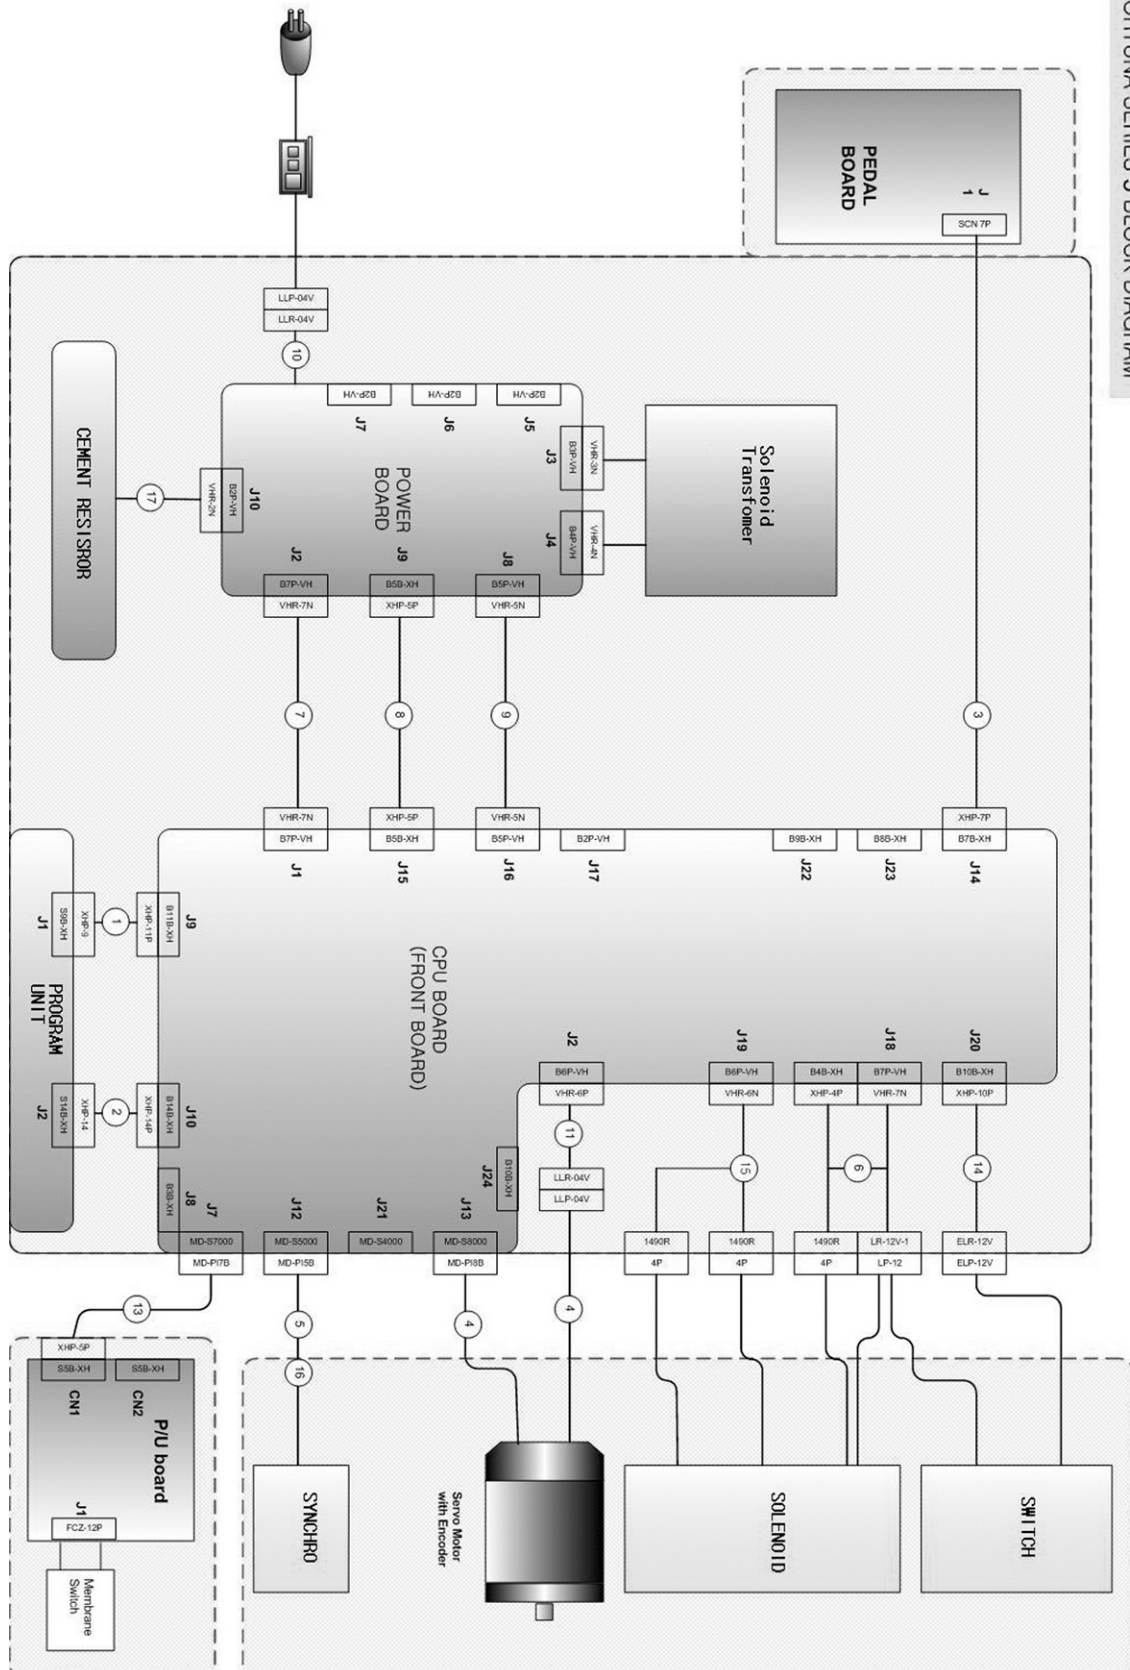 SERIES 3 BLOCK DIAGRAM
PEDAL
BOARD
J
1
SCN 7P
LLP-04V
LLR-04V
10
B2P-VH
J7
B2P-VH
J6
B2P-VH
J5
J3
B3P-VH
VHR-3N
J4
B4P-VH
VHR-4N
Solenoid
Transfomer
POWER
BOARD
CEMENT RESISROR
17
VHR-2N
B2P-VH
J10
J2
B7P-VH
VHR-7N
J9
B5B-XH
XHP-5P
J8
B5P-VH
VHR-5N
7
8
9
3
VHR-7N
B7P-VH
J1
XHP-5P
B5B-XH
J15
VHR-5N
B5P-VH
J16
B2P-VH
J17
B9B-XH
J22
B8B-XH
J23
XHP-7P
B7B-XH
J14
J1
S9B-XH
XHP-9
1
XHP-11P
B11B-XH
J9
PROGRAM
UNIT
J2
S14B-XH
XHP-14
2
XHP-14P
B14B-XH
J10
CPU BOARD
(FRONT BOARD)
J2
B6P-VH
VHR-6P
J19
B6P-VH
VHR-6N
B4B-XH
XHP-4P
J18
B7P-VH
VHR-7N
J20
B10B-XH
XHP-10P
11
LLR-04V
LLP-04V
15
6
14
J24
B10B-XH
J8
B3B-XH
J7
MD-S7000
MD-PI7B
J12
MD-S5000
MD-PI5B
J21
MD-S4000
J13
MD-S8000
MD-PI8B
1490R
4P
1490R
4P
1490R
4P
LR-12V-1
LP-12
ELR-12V
ELP-12V
13
5
16
4
4
XHP-5P
S5B-XH
CN1
S5B-XH
CN2
P/U board
J1
FCZ-12P
Membrane
Switch
SYNCHRO
Servo Motor
with Encoder
SOLENOID
SWITCH